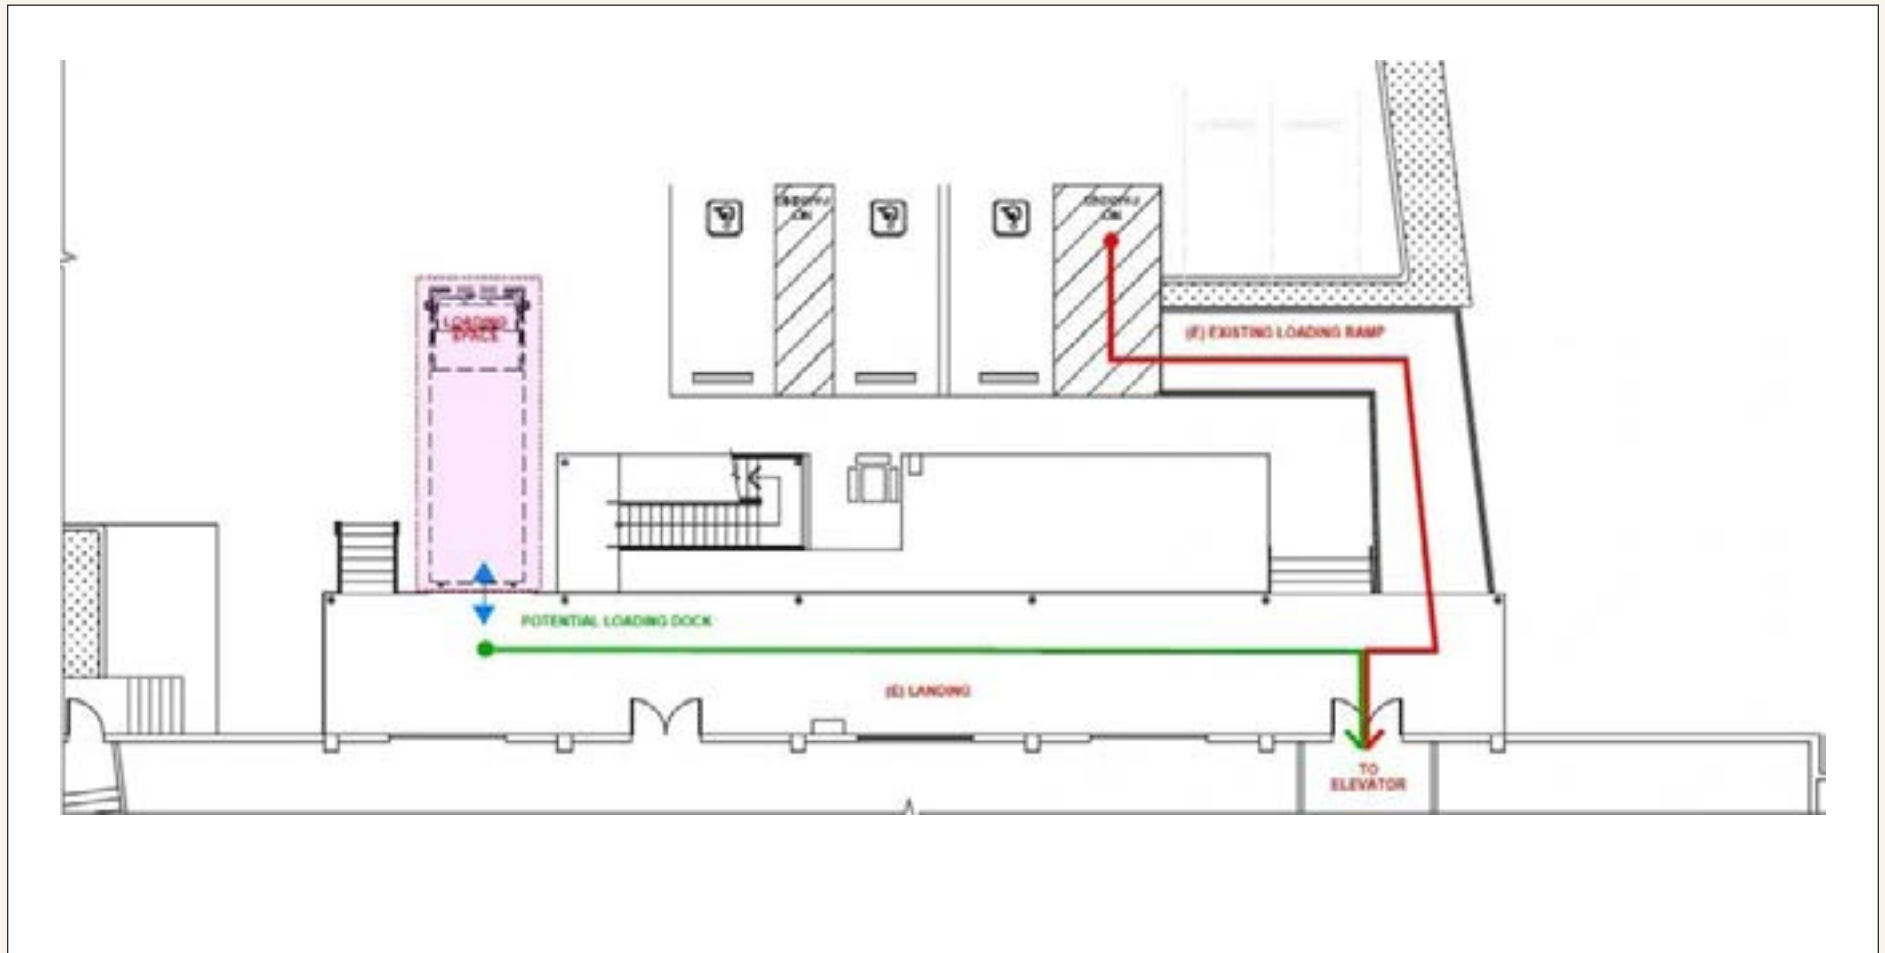 LOADING
SPACE
(E) EXISTING LOADING RAMP
POTENTIAL LOADING DOCK
(E) LANDING
TO
ELEVATOR